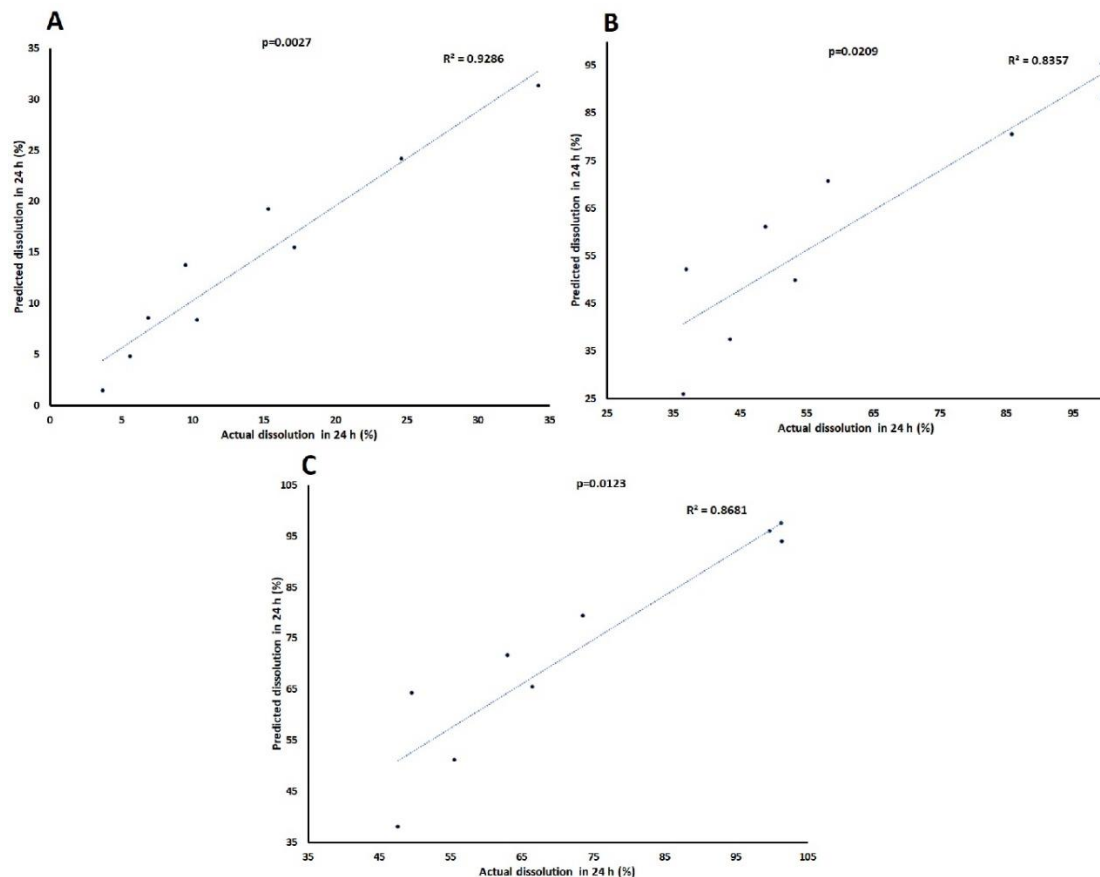 A
p=0.0027
R² = 0.9286
Predicted dissolution in 24 h (%)
35
30
25
20
15
10
5
0
0 5 10 15 20 25 30 35
Actual dissolution in 24 h (%)
B
p=0.0209
R² = 0.8357
Predicted dissolution in 24 h (%)
95
85
75
65
55
45
35
25
25 35 45 55 65 75 85 95
Actual dissolution in 24 h (%)
C
p=0.0123
R² = 0.8681
Predicted dissolution in 24 h (%)
105
95
85
75
65
55
45
35
35 45 55 65 75 85 95 105
Actual dissolution in 24 h (%)